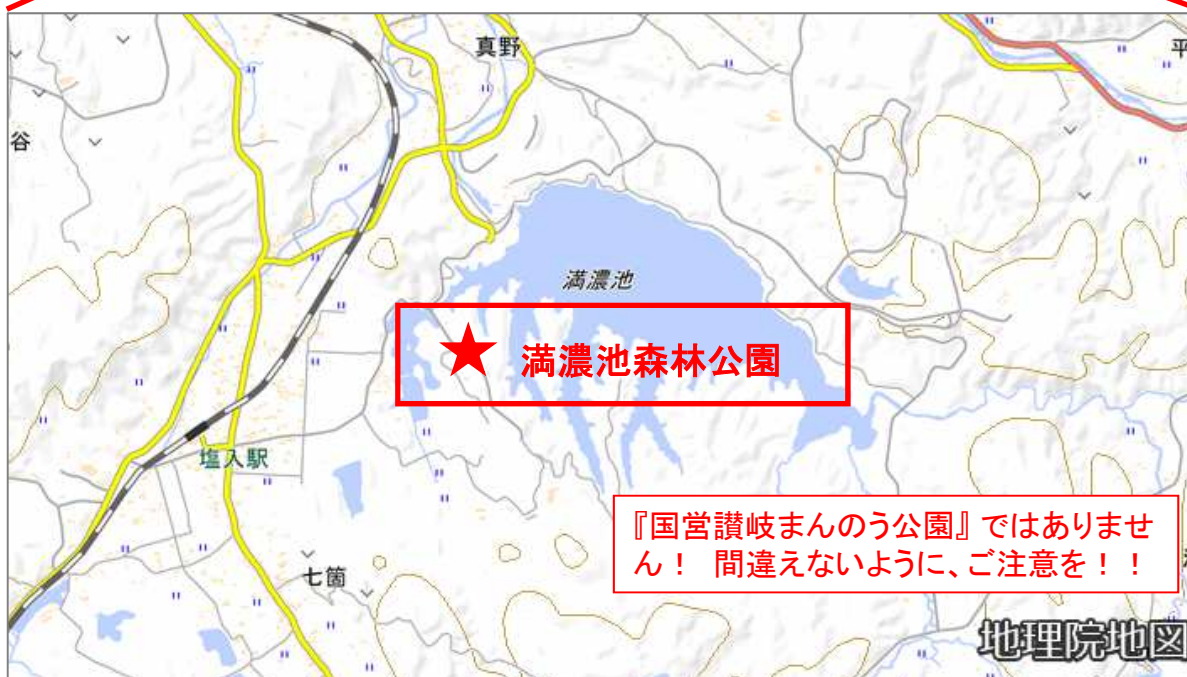 真野
平
谷
満濃池
★ 満濃池森林公園
塩入駅
『国営讃岐まんのう公園』ではありませ
ん！ 間違えないように、ご注意を！！
七箇
地理院地図